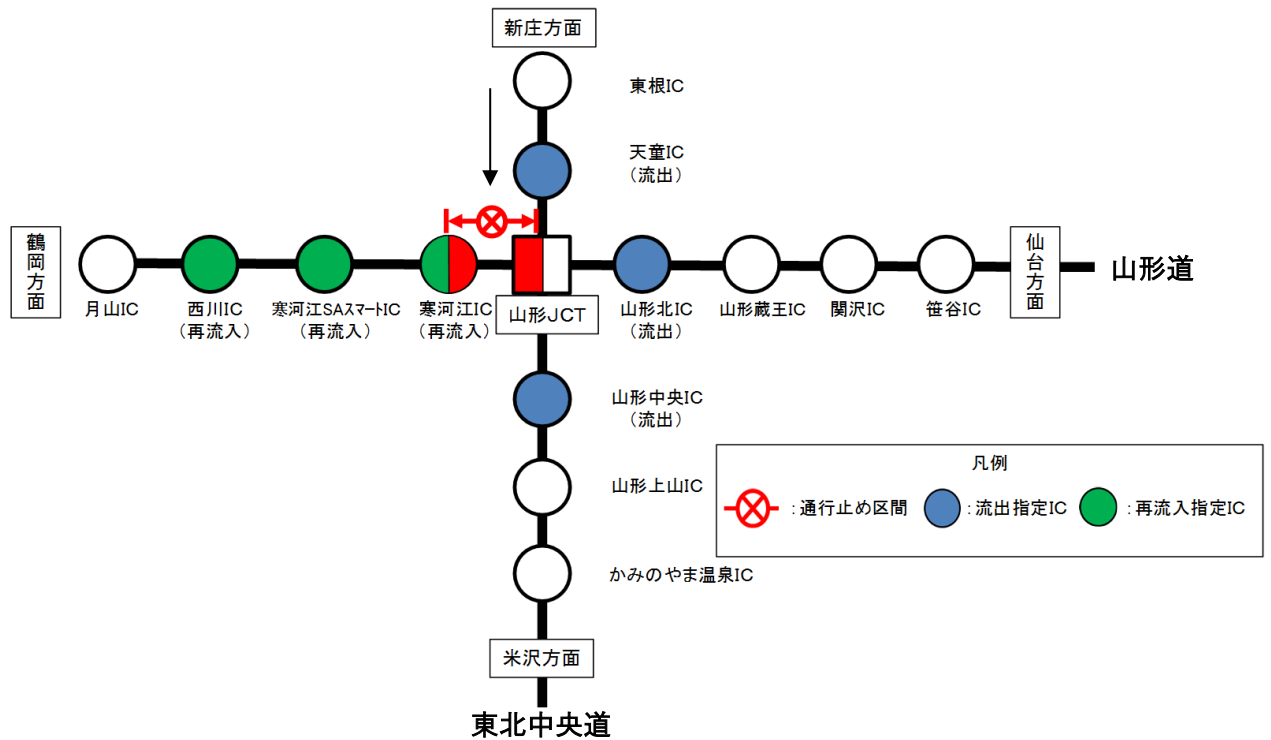 新庄方面
東根IC
天童IC
（流出）
鶴岡方面
仙台方面
山形道
月山IC
西川IC
（再流入）
寒河江SAスマートIC
（再流入）
寒河江IC
（再流入）
山形JCT
山形北IC
（流出）
山形蔵王IC
関沢IC
笹谷IC
山形中央IC
（流出）
山形上山IC
かみのやま温泉IC
凡例
：通行止め区間
：流出指定IC
：再流入指定IC
米沢方面
東北中央道